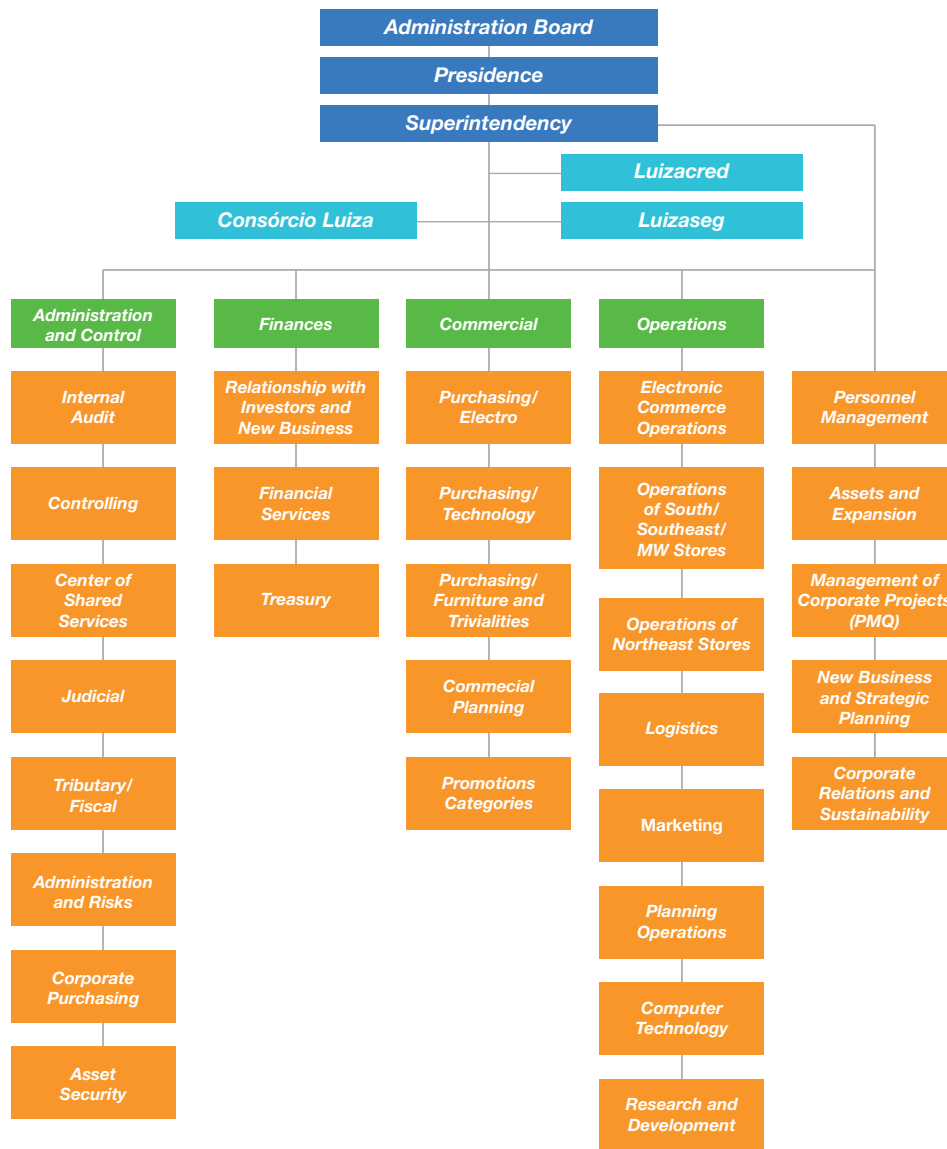 Administration Board
Presidence
Superintendency
Luizacred
Consórcio Luiza
Luizaseg
Administration
and Control
Finances
Commercial
Operations
Internal
Audit
Controlling
Center of
Shared
Services
Judicial
Tributary/
Fiscal
Administration
and Risks
Corporate
Purchasing
Asset
Security
Relationship with
Investors and
New Business
Financial
Services
Treasury
Purchasing/
Electro
Purchasing/
Technology
Purchasing/
Furniture and
Trivialities
Commecial
Planning
Promotions
Categories
Electronic
Commerce
Operations
Operations
of South/
Southeast/
MW Stores
Operations of
Northeast Stores
Logistics
Marketing
Planning
Operations
Computer
Technology
Research and
Development
Personnel
Management
Assets and
Expansion
Management of
Corporate Projects
(PMQ)
New Business
and Strategic
Planning
Corporate
Relations and
Sustainability